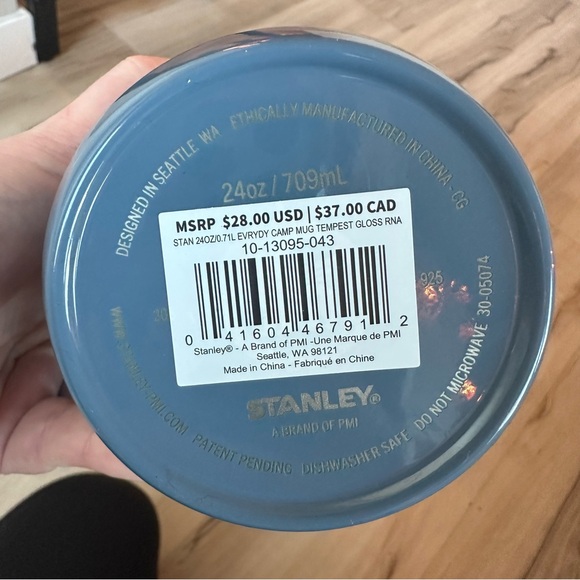 DESIGNED IN SEATTLE WA
ETHICALLY MANUFACTURED IN CHINA - CG
24oz / 709mL
MSRP $28.00 USD | $37.00 CAD
STAN 24OZ/0.71L EVRYDY CAMP MUG TEMPEST GLOSS RNA
10-13095-043
0 41604 46791 2
Stanley® - A Brand of PMI -Une Marque de PMI
Seattle, WA 98121
Made in China - Fabriqué en Chine
925
STANLEY®
A BRAND OF PMI
PATENT PENDING
DISHWASHER SAFE
DO NOT MICROWAVE
30-05074